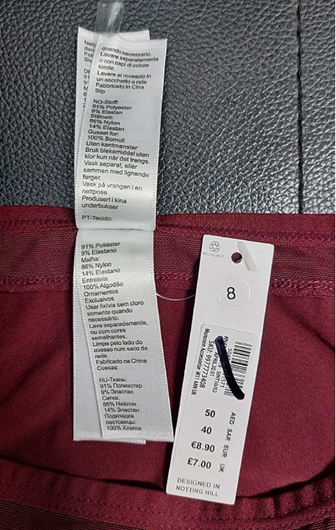 quando necessario.
Lavare separatamente
o con capi di colore
simile.
Lavare al rovescio in
un sacchetto a rete
Fabbricato in Cina
Slip
NO-Stoff:
91% Polyester
9% Elastan
Stålnett:
86% Nylon
14% Elastan
Gusset for:
100% Bomull
Uten kantmønster
Bruk blekemiddel uten
klor kun når det trengs.
Vask separat, eller
sammen med lignende
farger.
Vask på vrangen i en
nettpose
Produsert i kina
underbukser
PT-Tecido:
91% Poliéster
9% Elastano
Malha:
86% Nylon
14% Elastano
Entretela:
100% Algodão
Ornamentos
Exclusivos
Usar lixívia sem cloro
somente quando
necessário.
Lave separadamente,
ou com cores
semelhantes.
Limpe pelo lado do
avesso num saco de
rede
Fabricado na China
Cuecas
RU-Ткань:
91% Полиэстер
9% Эластан
Сетка:
86% Нейлон
14% Эластан
Подкладка
ластовицы:
100% Хлопок
8
50 AED
40 SAR
€8.90 EUR
£7.00 UK
DESIGNED IN
NOTTING HILL